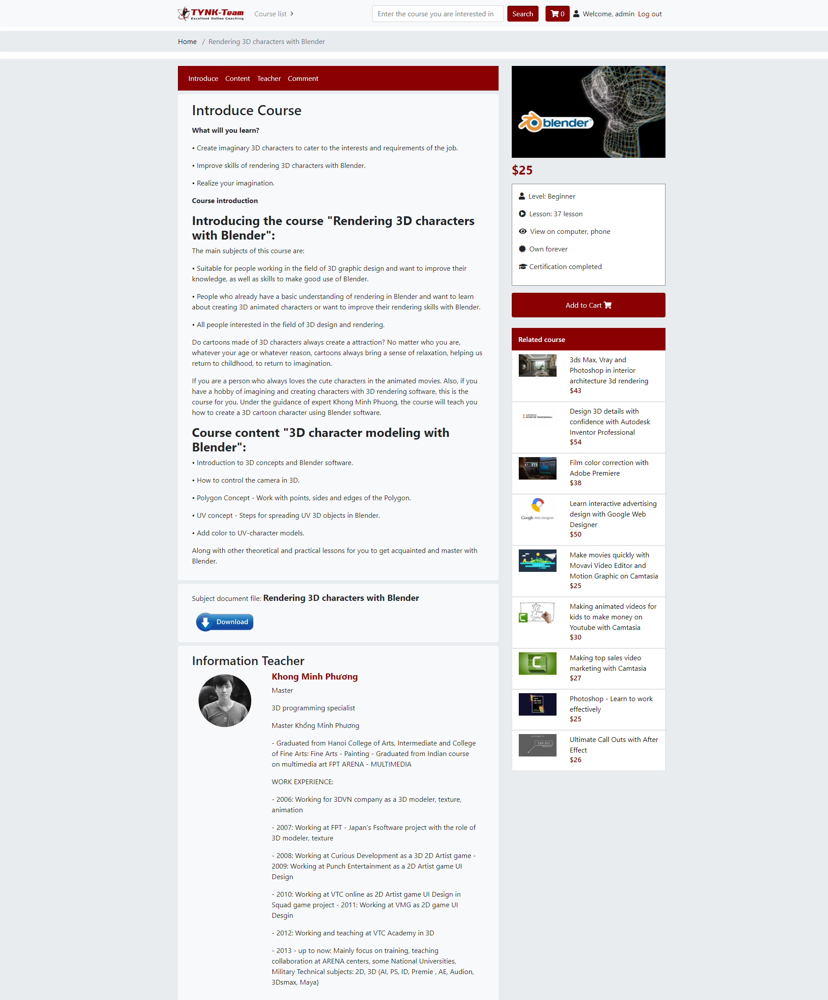 TYNK-Team
Excellent Online Coaching
Course list
Enter the course you are interested in
Search
0
Welcome, admin
Log out
Home / Rendering 3D characters with Blender
Introduce Content Teacher Comment
Introduce Course
What will you learn?
• Create imaginary 3D characters to cater to the interests and requirements of the job.
• Improve skills of rendering 3D characters with Blender.
• Realize your imagination.
Course introduction
Introducing the course "Rendering 3D characters
with Blender":
The main subjects of this course are:
• Suitable for people working in the field of 3D graphic design and want to improve their
knowledge, as well as skills to make good use of Blender.
• People who already have a basic understanding of rendering in Blender and want to learn
about creating 3D animated characters or want to improve their rendering skills with Blender.
• All people interested in the field of 3D design and rendering.
Do cartoons made of 3D characters always create a attraction? No matter who you are,
whatever your age or whatever reason, cartoons always bring a sense of relaxation, helping us
return to childhood, to return to imagination.
If you are a person who always loves the cute characters in the animated movies. Also, if you
have a hobby of imagining and creating characters with 3D rendering software, this is the
course for you. Under the guidance of expert Khong Minh Phuong, the course will teach you
how to create a 3D cartoon character using Blender software.
Course content "3D character modeling with
Blender":
• Introduction to 3D concepts and Blender software.
• How to control the camera in 3D.
• Polygon Concept - Work with points, sides and edges of the Polygon.
• UV concept - Steps for spreading UV 3D objects in Blender.
• Add color to UV-character models.
Along with other theoretical and practical lessons for you to get acquainted and master with
Blender.
Subject document file: Rendering 3D characters with Blender
Download
Information Teacher
Khong Minh Phương
Master
3D programming specialist
Master Khổng Minh Phương
- Graduated from Hanoi College of Arts, Intermediate and College
of Fine Arts: Fine Arts - Painting - Graduated from Indian course
on multimedia art FPT ARENA - MULTIMEDIA
WORK EXPERIENCE:
- 2006: Working for 3DVN company as a 3D modeler, texture,
animation
- 2007: Working at FPT - Japan's Fsoftware project with the role of
3D modeler, texture
- 2008: Working at Curious Development as a 3D 2D Artist game -
2009: Working at Punch Entertainment as a 2D Artist game UI
Design
- 2010: Working at VTC online as 2D Artist game UI Design in
Squad game project - 2011: Working at VMG as 2D game UI
Desgin
- 2012: Working and teaching at VTC Academy in 3D
- 2013 - up to now: Mainly focus on training, teaching
collaboration at ARENA centers, some National Universities,
Military Technical subjects: 2D, 3D (AI, PS, ID, Premie , AE, Audion,
3Dsmax, Maya)
blender
$25
Level: Beginner
Lesson: 37 lesson
View on computer, phone
Own forever
Certification completed
Add to Cart
Related course
3ds Max, Vray and
Photoshop in interior
architecture 3d rendering
$43
AUTODESK
INVENTOR PROFESSIONAL
Design 3D details with
confidence with Autodesk
Inventor Professional
$54
Film color correction with
Adobe Premiere
$38
Google Web Designer
Learn interactive advertising
design with Google Web
Designer
$50
Make movies quickly with
Movavi Video Editor and
Motion Graphic on Camtasia
$25
Making animated videos for
kids to make money on
Youtube with Camtasia
$30
Making top sales video
marketing with Camtasia
$27
Photoshop - Learn to work
effectively
$25
YOUR TEXT
Ultimate Call Outs with After
Effect
$26